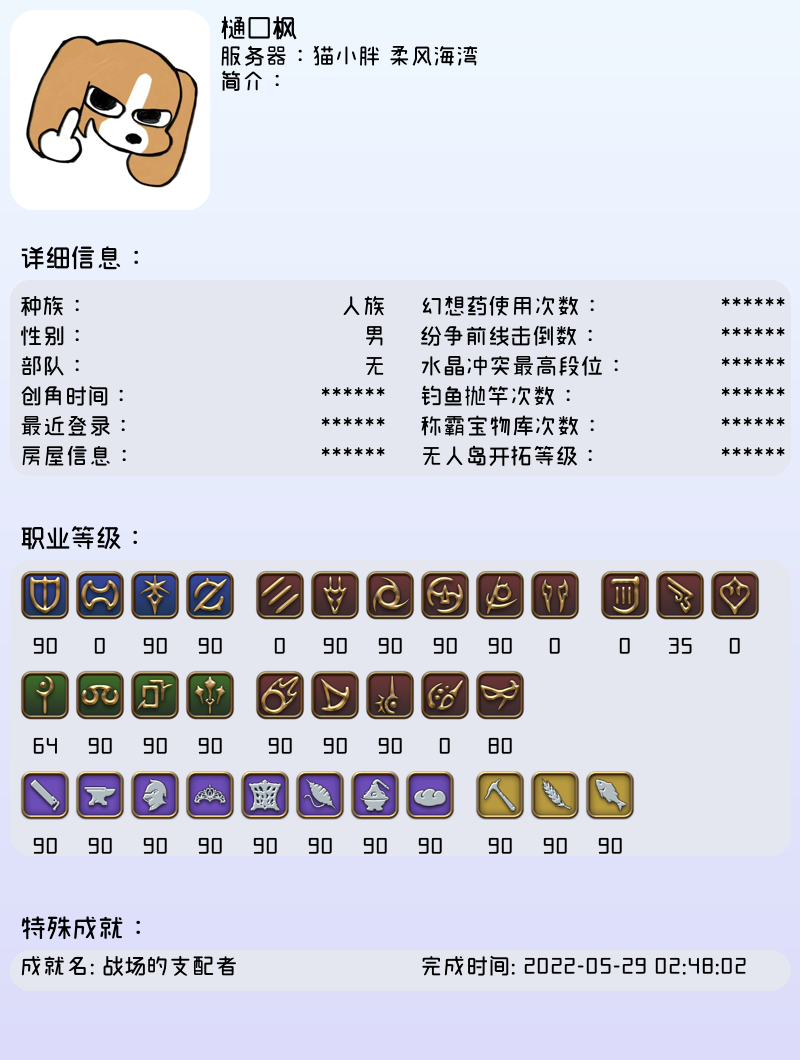 樋口枫
服务器：猫小胖 柔风海湾
简介：
详细信息：
种族： 人族 幻想药使用次数： ******
性别： 男 纷争前线击倒数： ******
部队： 无 水晶冲突最高段位： ******
创角时间： ****** 钓鱼抛竿次数： ******
最近登录： ****** 称霸宝物库次数： ******
房屋信息： ****** 无人岛开拓等级： ******
职业等级：
90 0 90 90 0 90 90 90 90 0 0 35 0
64 90 90 90 90 90 90 0 80
90 90 90 90 90 90 90 90 90 90 90
特殊成就：
成就名: 战场的支配者 完成时间: 2022-05-29 02:48:02